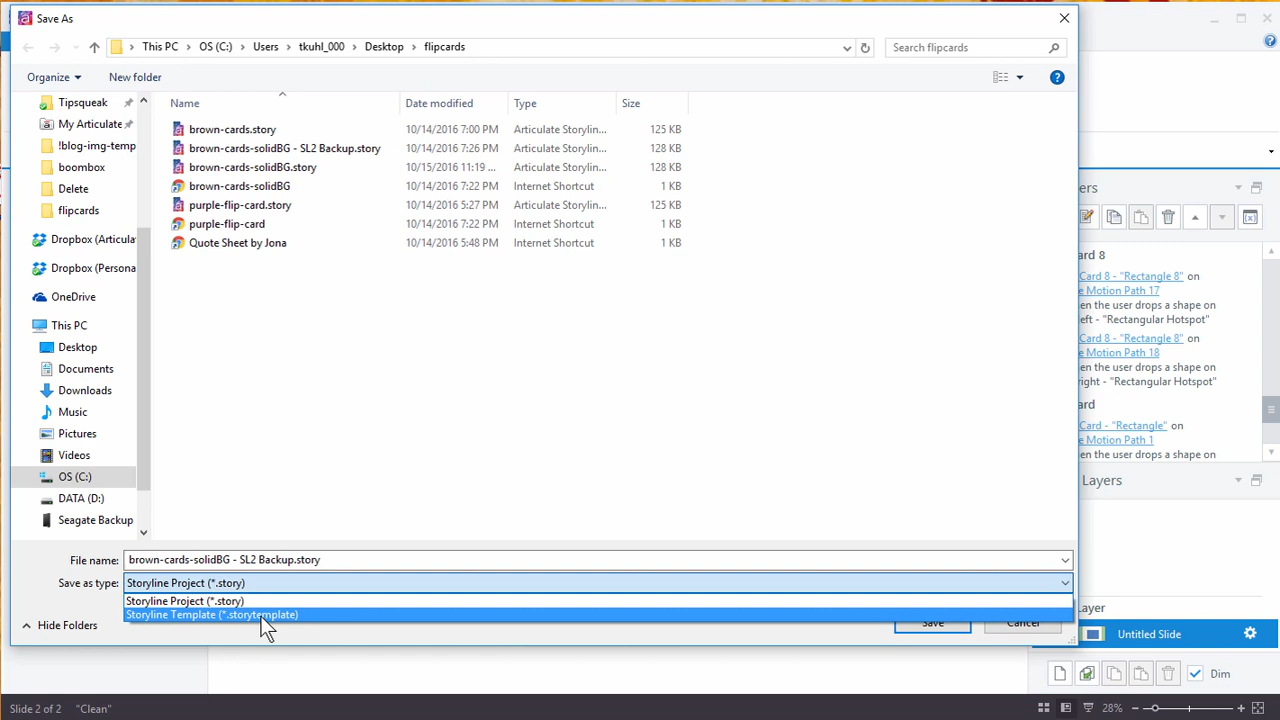 Save As
This PC > OS (C:) > Users > tkuhl_000 > Desktop > flipcards
Search flipcards
Organize
New folder
Name
Date modified
Type
Size
Tipsqueak
My Articulate
!blog-img-temp
boombox
Delete
flipcards
Dropbox (Articula
Dropbox (Persona
OneDrive
This PC
Desktop
Documents
Downloads
Music
Pictures
Videos
OS (C:)
DATA (D:)
Seagate Backup
brown-cards.story 10/14/2016 7:00 PM Articulate Storylin... 125 KB
brown-cards-solidBG - SL2 Backup.story 10/14/2016 7:26 PM Articulate Storylin... 128 KB
brown-cards-solidBG.story 10/15/2016 11:19 ... Articulate Storylin... 128 KB
brown-cards-solidBG 10/14/2016 7:22 PM Internet Shortcut 1 KB
purple-flip-card.story 10/14/2016 5:27 PM Articulate Storylin... 125 KB
purple-flip-card 10/14/2016 7:22 PM Internet Shortcut 1 KB
Quote Sheet by Jona 10/14/2016 5:48 PM Internet Shortcut 1 KB
File name: brown-cards-solidBG - SL2 Backup.story
Save as type: Storyline Project (*.story)
Storyline Project (*.story)
Storyline Template (*.storytemplate)
Hide Folders
Save
Cancel
ers
ard 8
Card 8 - "Rectangle 8" on
e Motion Path 17
en the user drops a shape on
eft - "Rectangular Hotspot"
Card 8 - "Rectangle 8" on
e Motion Path 18
en the user drops a shape on
right - "Rectangular Hotspot"
ard
Card - "Rectangle" on
e Motion Path 1
en the user drops a shape on
Layers
ayer
Untitled Slide
Dim
Slide 2 of 2
"Clean"
28%